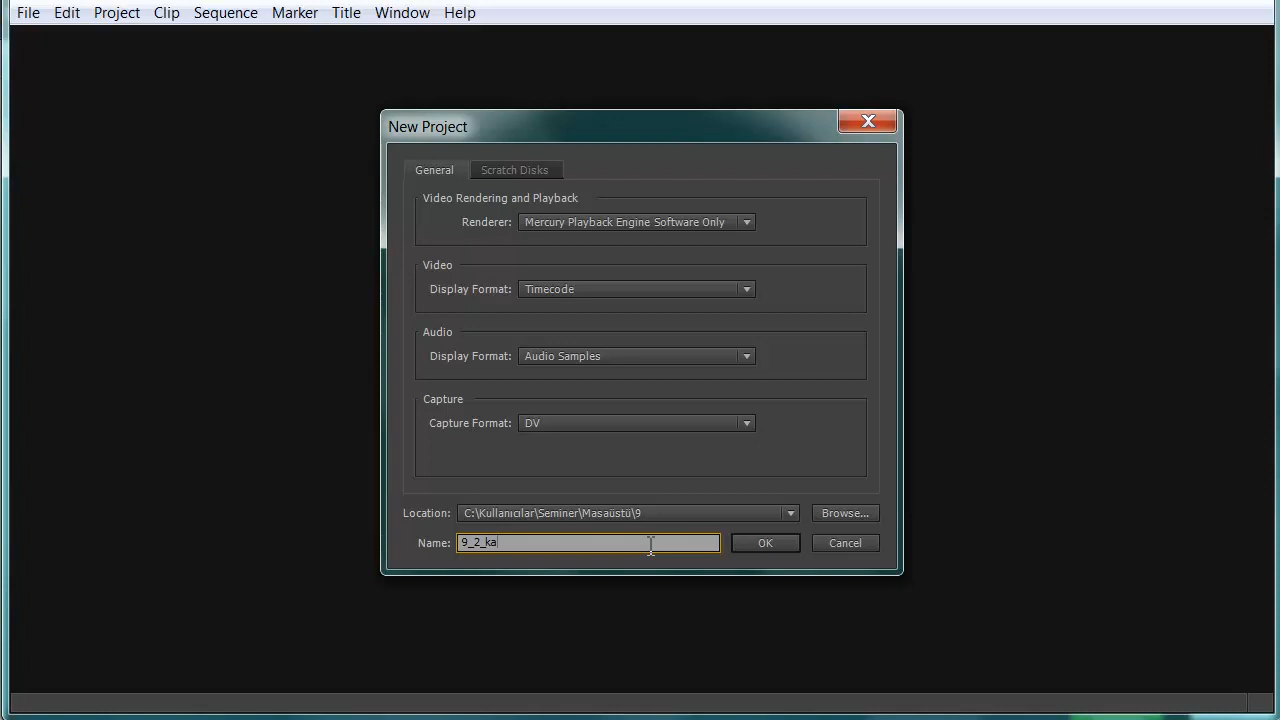 File Edit Project Clip Sequence Marker Title Window Help
New Project
General Scratch Disks
Video Rendering and Playback
Renderer: Mercury Playback Engine Software Only
Video
Display Format: Timecode
Audio
Display Format: Audio Samples
Capture
Capture Format: DV
Location: C:\Kullanıcılar\Seminer\Masaüstü\9 Browse...
Name: 9_2_ka OK Cancel